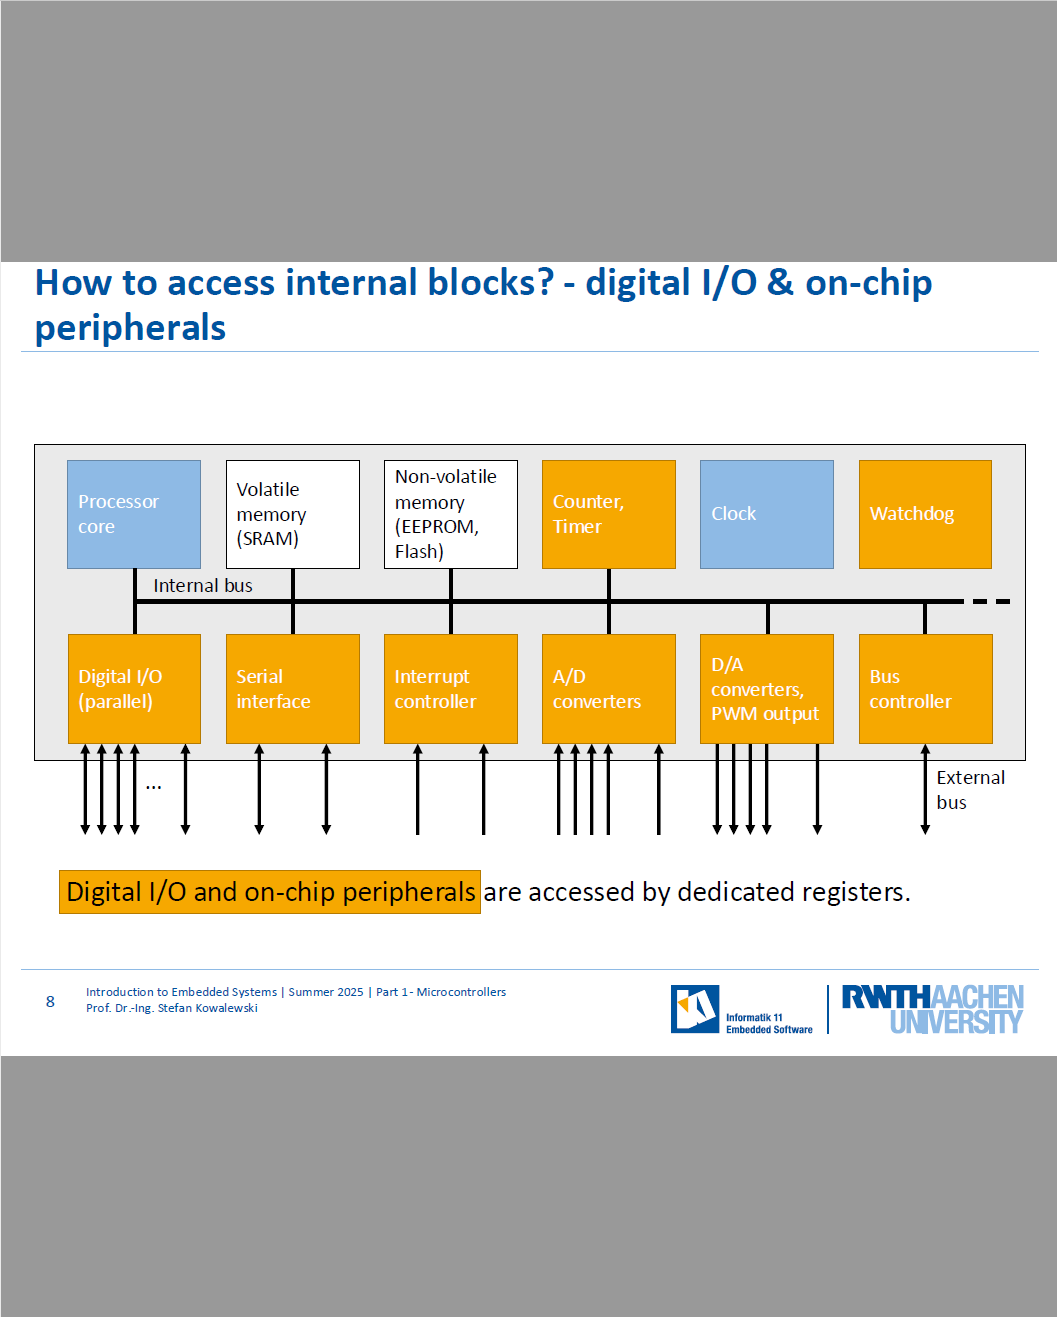 How to access internal blocks? - digital I/O & on-chip
peripherals
Processor
core
Volatile
memory
(SRAM)
Non-volatile
memory
(EEPROM,
Flash)
Counter,
Timer
Clock
Watchdog
Internal bus
Digital I/O
(parallel)
Serial
interface
Interrupt
controller
A/D
converters
D/A
converters,
PWM output
Bus
controller
...
External
bus
Digital I/O and on-chip peripherals are accessed by dedicated registers.
8
Introduction to Embedded Systems | Summer 2025 | Part 1- Microcontrollers
Prof. Dr.-Ing. Stefan Kowalewski
Informatik 11
Embedded Software
RWTH AACHEN
UNIVERSITY